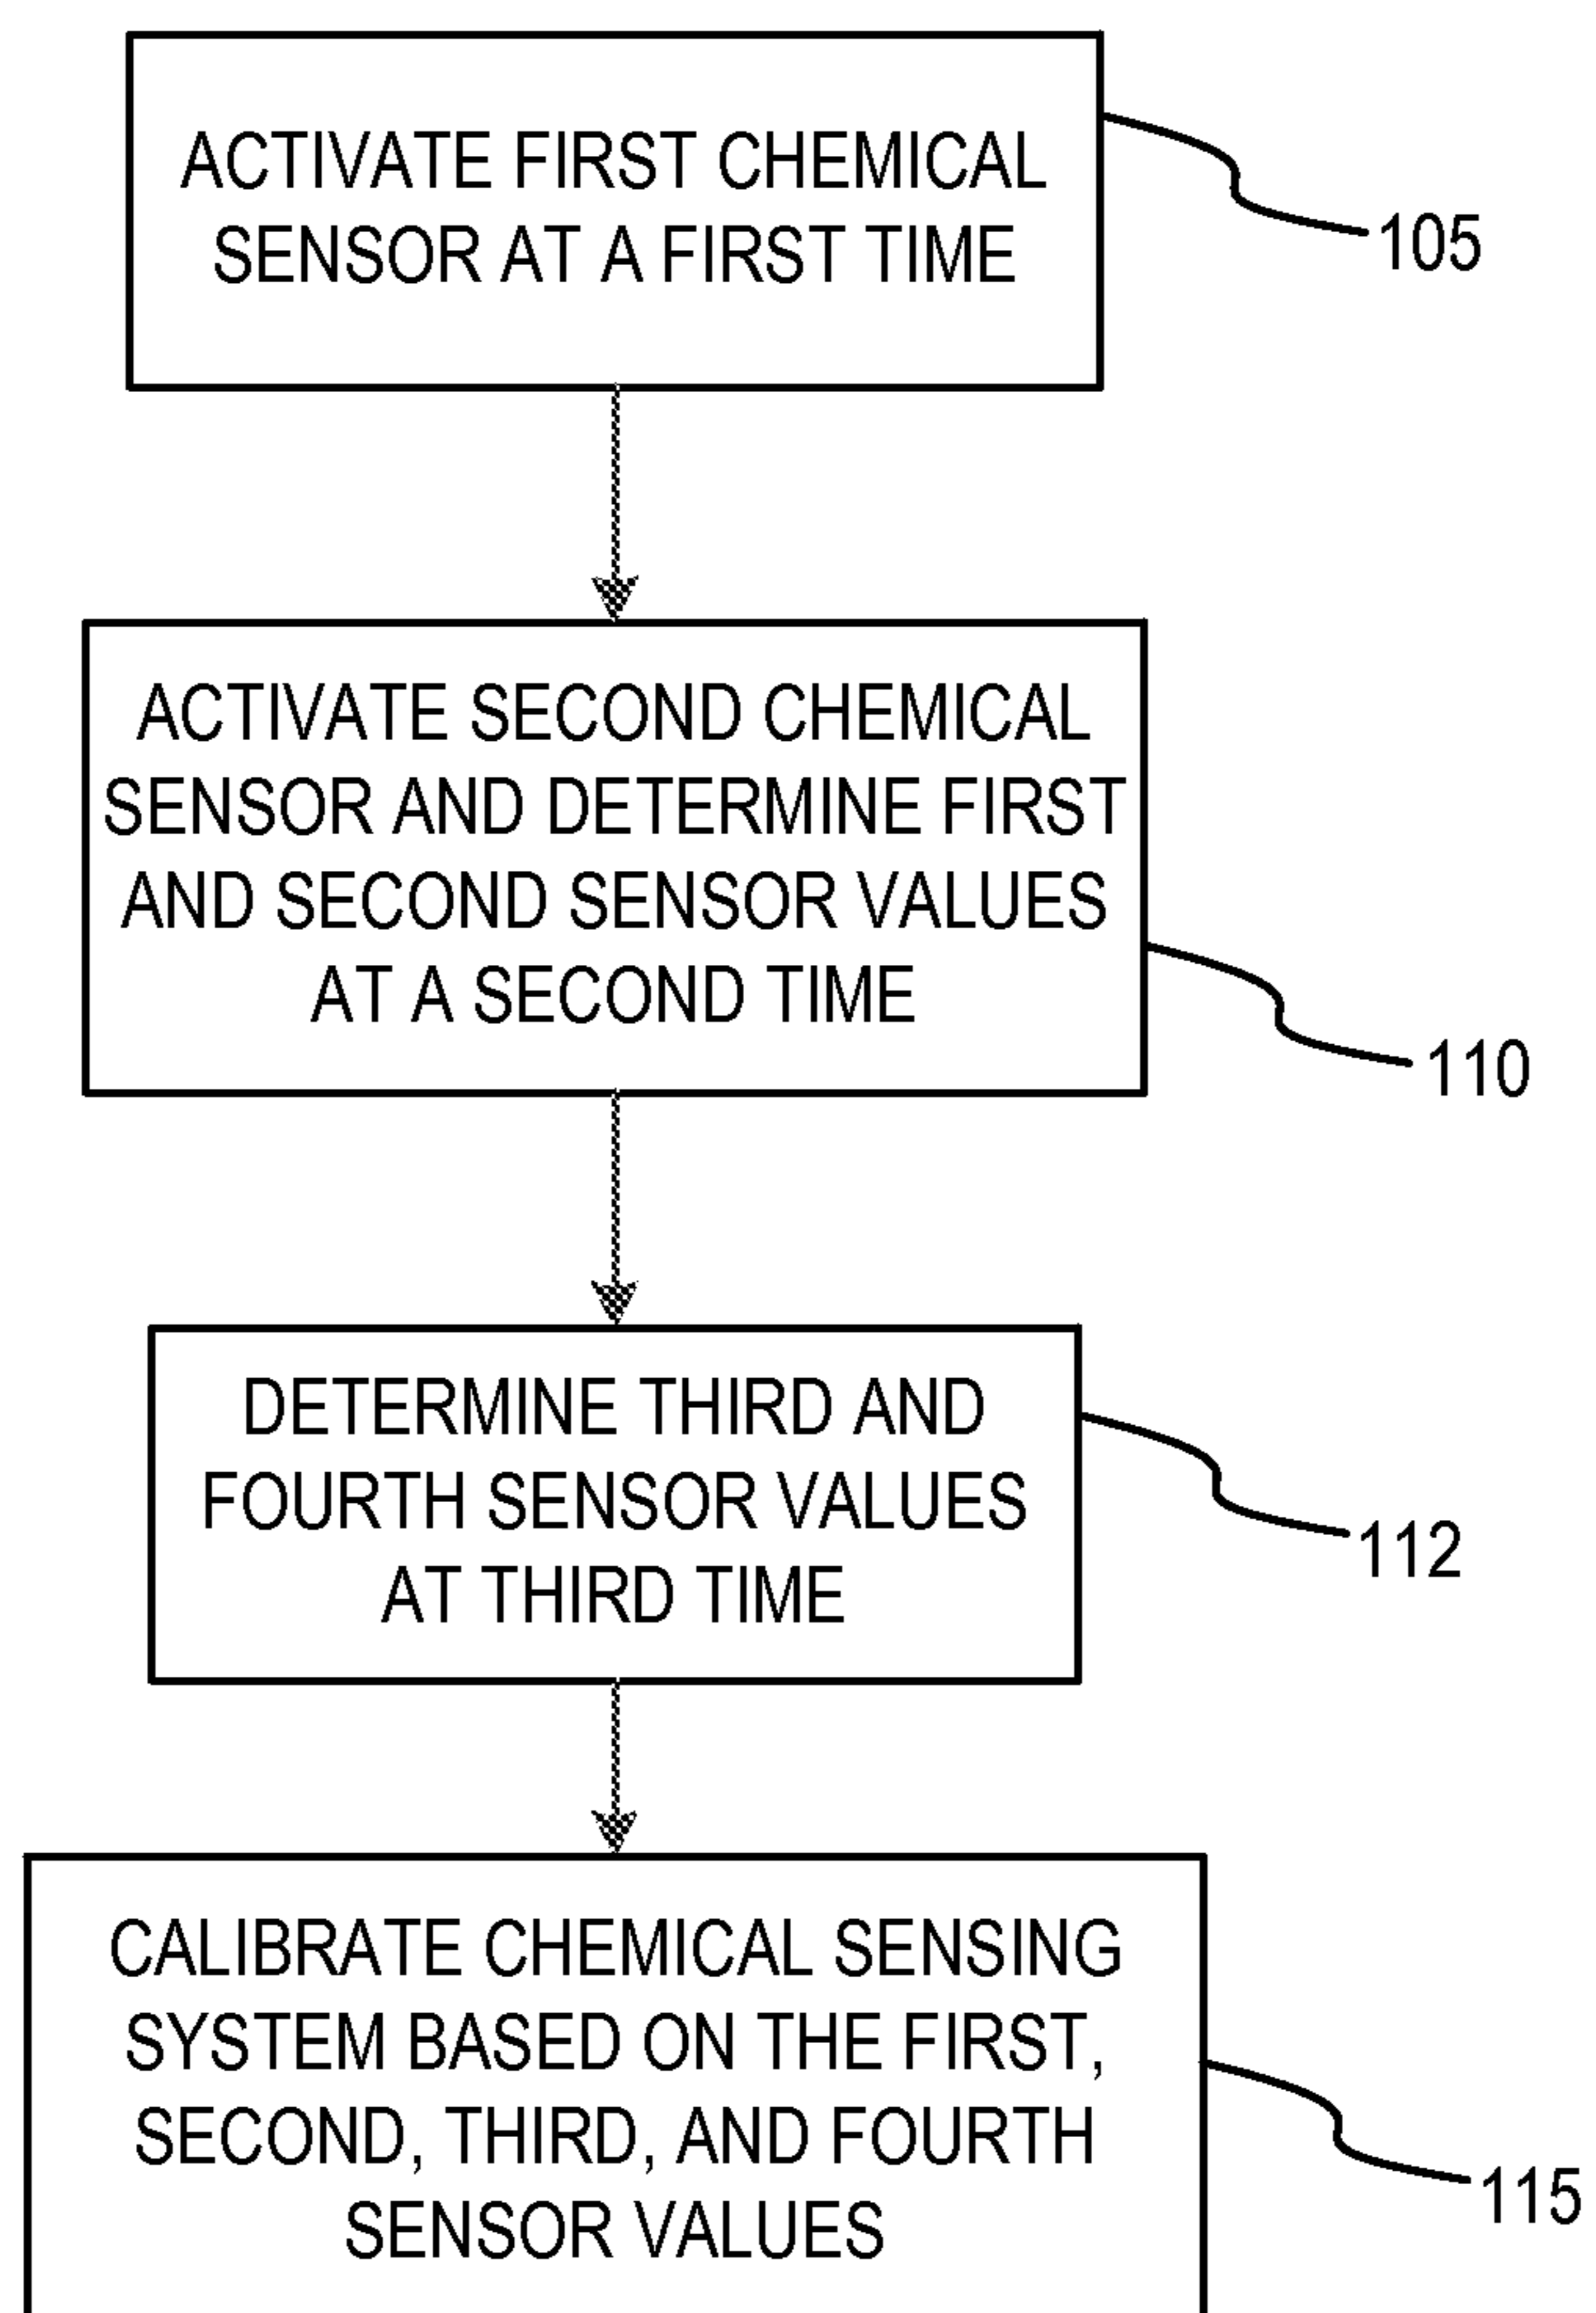 ACTIVATE FIRST CHEMICAL
SENSOR AT A FIRST TIME
105
ACTIVATE SECOND CHEMICAL
SENSOR AND DETERMINE FIRST
AND SECOND SENSOR VALUES
AT A SECOND TIME
110
DETERMINE THIRD AND
FOURTH SENSOR VALUES
AT THIRD TIME
112
CALIBRATE CHEMICAL SENSING
SYSTEM BASED ON THE FIRST,
SECOND, THIRD, AND FOURTH
SENSOR VALUES
115